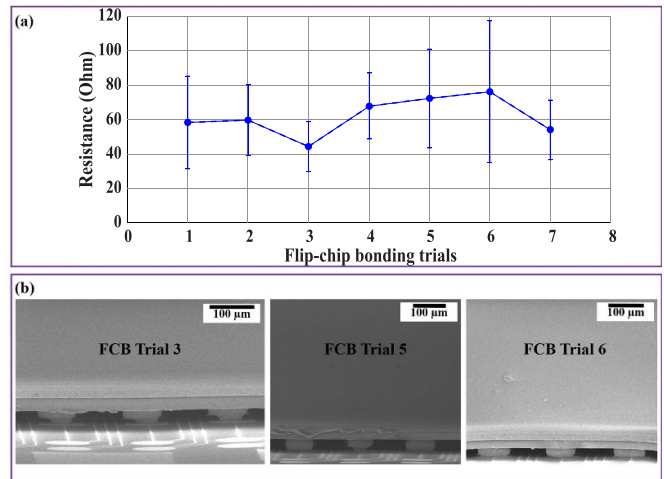 (a)
Resistance (Ohm)
120
100
80
60
40
20
0
0 1 2 3 4 5 6 7 8
Flip-chip bonding trials
(b)
100 µm
FCB Trial 3
100 µm
FCB Trial 5
100 µm
FCB Trial 6